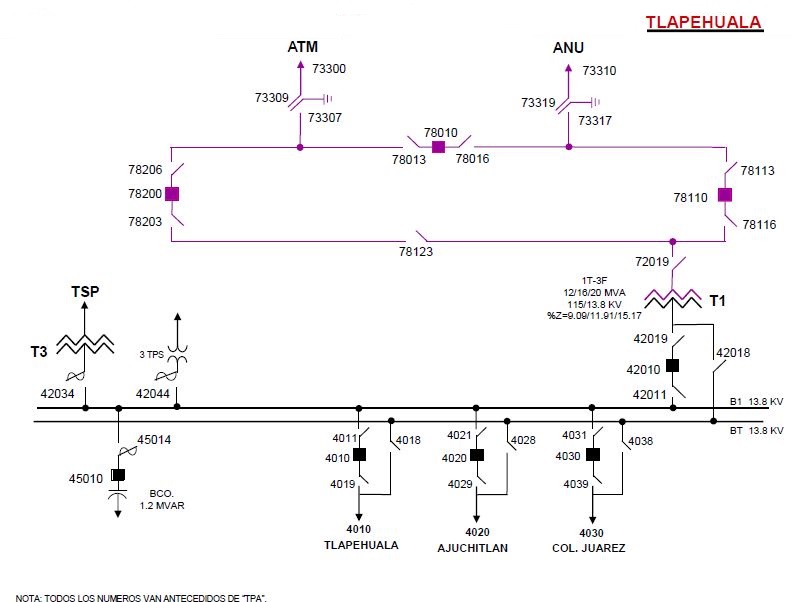 TLAPEHUALA
ATM
ANU
73300
73310
73309
73307
73319
73317
78010
78013
78016
78206
78200
78203
78113
78110
78116
78123
72019
1T-3F
12/16/20 MVA
115/13.8 KV
%Z=9.09/11.91/15.17
T1
TSP
T3
3 TPS
42034
42044
42019
42018
42010
42011
B1 13.8 KV
BT 13.8 KV
45014
45010
BCO.
1.2 MVAR
4011
4018
4010
4019
4021
4028
4020
4029
4031
4038
4030
4039
4010
TLAPEHUALA
4020
AJUCHITLAN
4030
COL. JUAREZ
NOTA: TODOS LOS NUMEROS VAN ANTECEDIDOS DE "TPA".